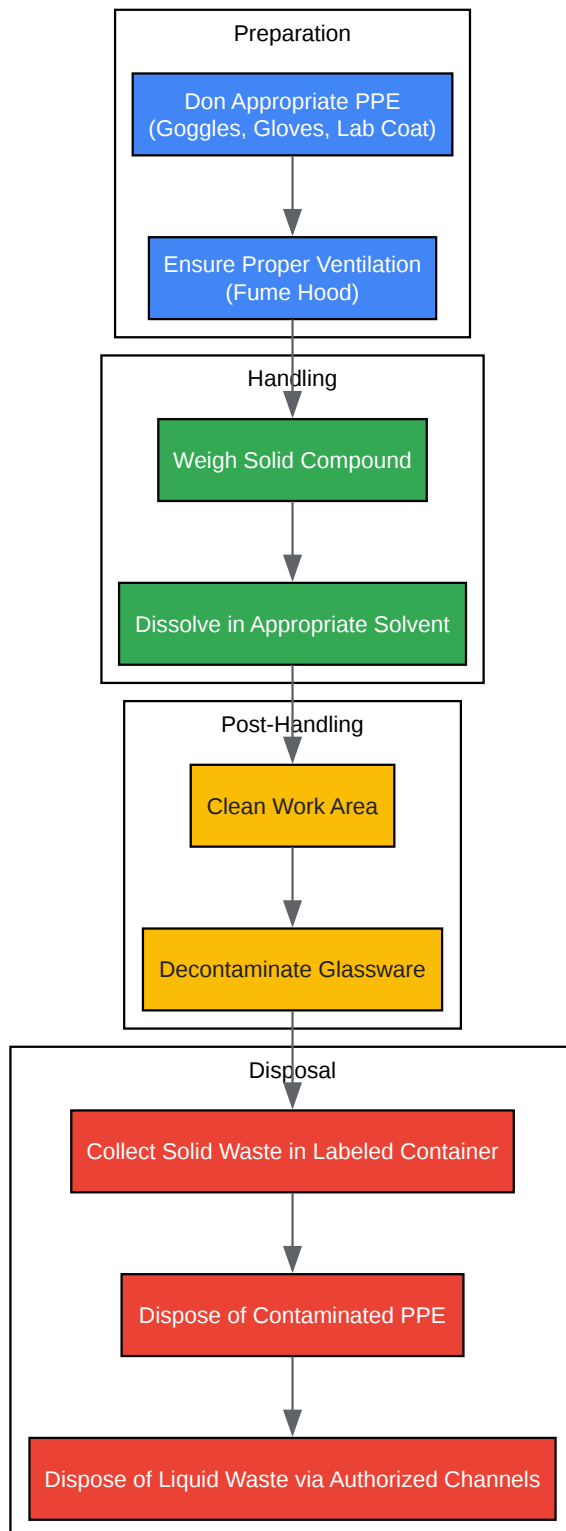 Preparation
Don Appropriate PPE
(Goggles, Gloves, Lab Coat)
Ensure Proper Ventilation
(Fume Hood)
Handling
Weigh Solid Compound
Dissolve in Appropriate Solvent
Post-Handling
Clean Work Area
Decontaminate Glassware
Disposal
Collect Solid Waste in Labeled Container
Dispose of Contaminated PPE
Dispose of Liquid Waste via Authorized Channels